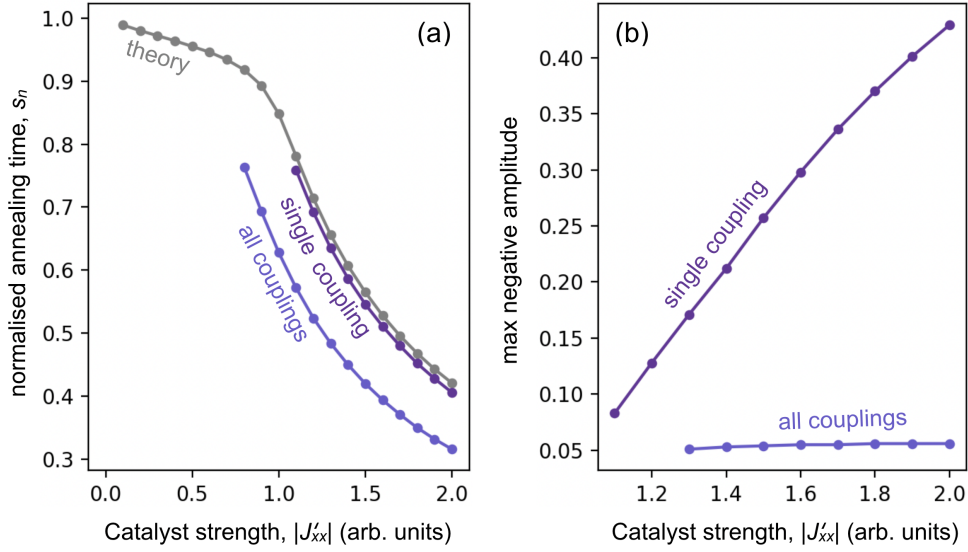 (a)
1.0
0.9
0.8
0.7
0.6
0.5
0.4
0.3
normalised annealing time, sₙ
theory
single coupling
all couplings
0.0 0.5 1.0 1.5 2.0
Catalyst strength, |J′ₓₓ| (arb. units)
(b)
0.40
0.35
0.30
0.25
0.20
0.15
0.10
0.05
max negative amplitude
single coupling
all couplings
1.2 1.4 1.6 1.8 2.0
Catalyst strength, |J′ₓₓ| (arb. units)